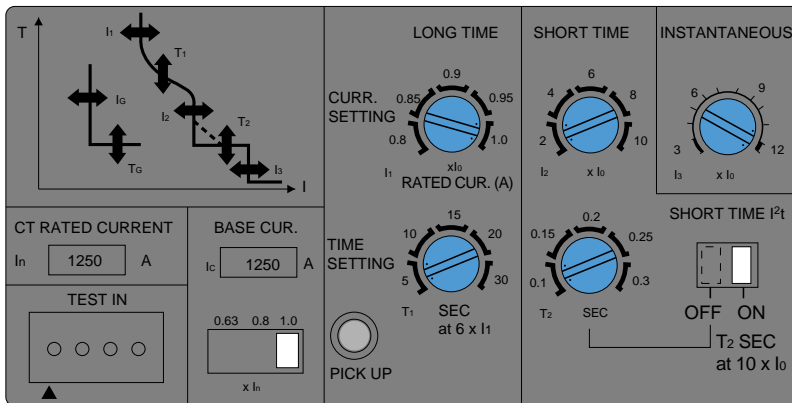 T
I1
T1
IG
I2
T2
TG
I3
I
LONG TIME
SHORT TIME
INSTANTANEOUS
CURR.
SETTING
0.8
0.85
0.9
0.95
1.0
I1
xI0
RATED CUR. (A)
2
4
6
8
10
I2
x I0
3
6
9
12
I3
x I0
CT RATED CURRENT
In
1250
A
BASE CUR.
Ic
1250
A
TIME
SETTING
5
10
15
20
30
T1
SEC
at 6 x I1
0.1
0.15
0.2
0.25
0.3
T2
SEC
SHORT TIME I²t
OFF
ON
T2 SEC
at 10 x I0
TEST IN
0.63 0.8 1.0
x In
PICK UP